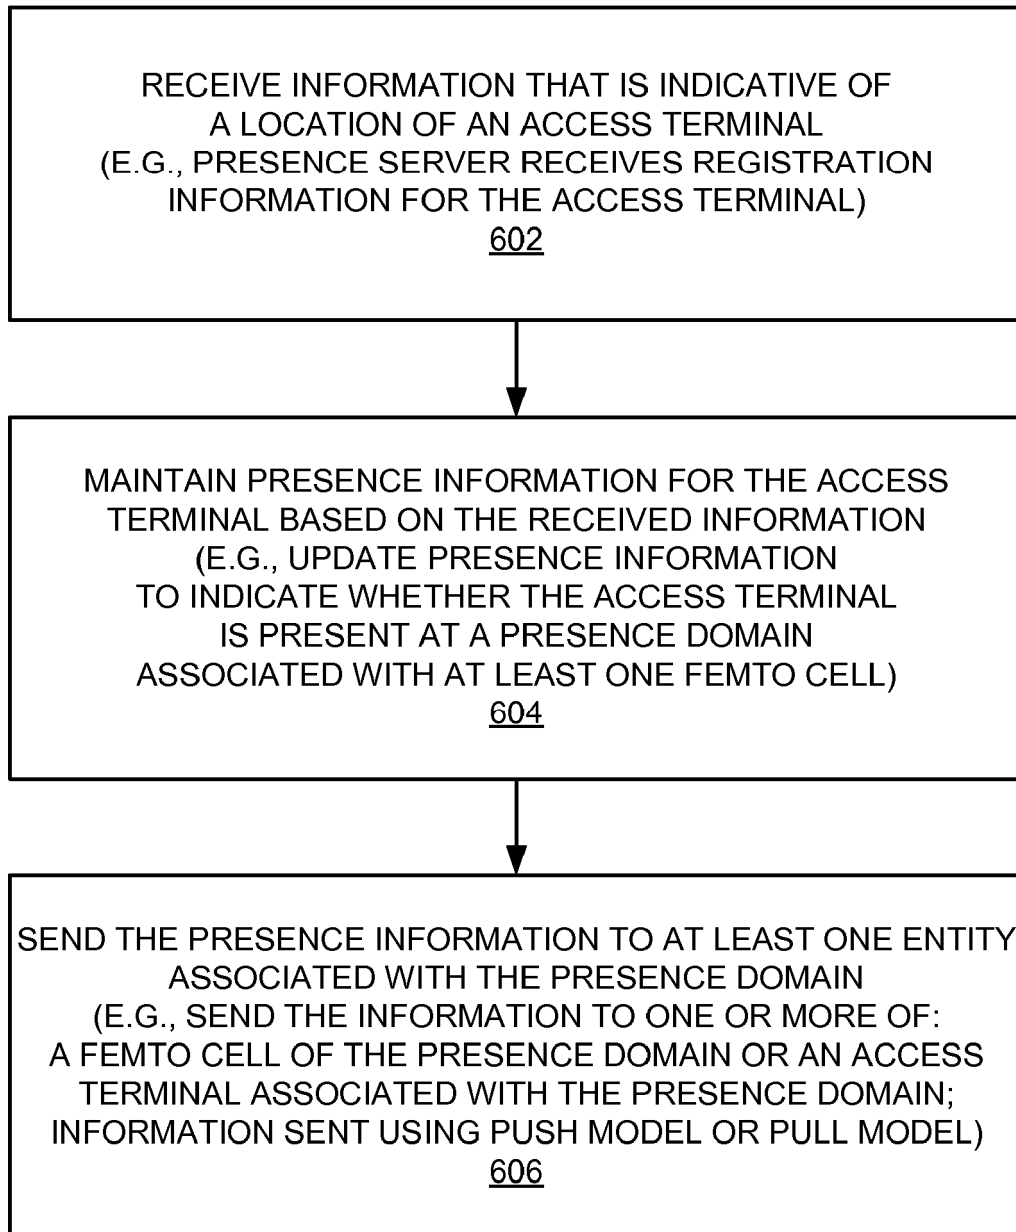 RECEIVE INFORMATION THAT IS INDICATIVE OF
A LOCATION OF AN ACCESS TERMINAL
(E.G., PRESENCE SERVER RECEIVES REGISTRATION
INFORMATION FOR THE ACCESS TERMINAL)
602
MAINTAIN PRESENCE INFORMATION FOR THE ACCESS
TERMINAL BASED ON THE RECEIVED INFORMATION
(E.G., UPDATE PRESENCE INFORMATION
TO INDICATE WHETHER THE ACCESS TERMINAL
IS PRESENT AT A PRESENCE DOMAIN
ASSOCIATED WITH AT LEAST ONE FEMTO CELL)
604
SEND THE PRESENCE INFORMATION TO AT LEAST ONE ENTITY
ASSOCIATED WITH THE PRESENCE DOMAIN
(E.G., SEND THE INFORMATION TO ONE OR MORE OF:
A FEMTO CELL OF THE PRESENCE DOMAIN OR AN ACCESS
TERMINAL ASSOCIATED WITH THE PRESENCE DOMAIN;
INFORMATION SENT USING PUSH MODEL OR PULL MODEL)
606